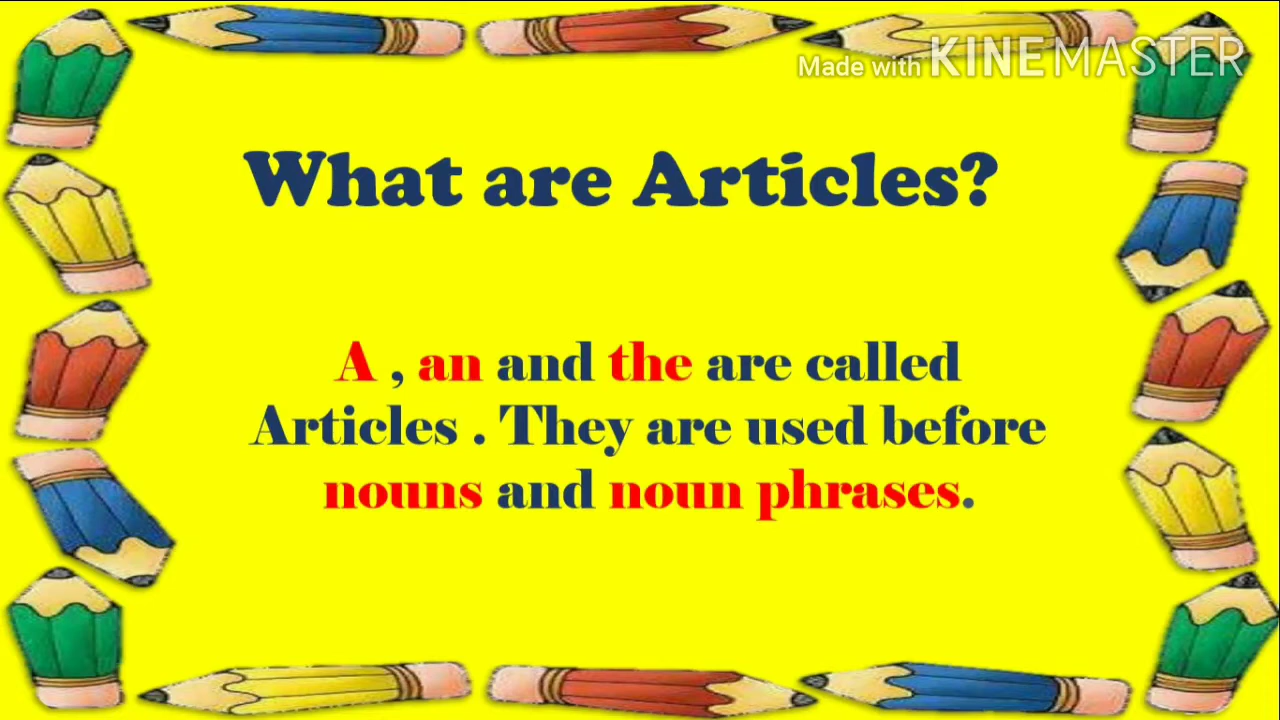 Made with KINEMASTER
What are Articles?
A , an and the are called
Articles . They are used before
nouns and noun phrases.